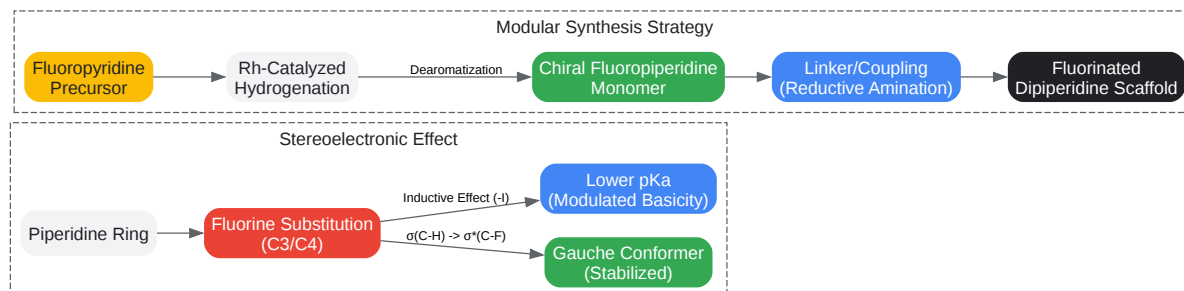 Modular Synthesis Strategy
Fluoropyridine
Precursor
Rh-Catalyzed
Hydrogenation
Dearomatization
Chiral Fluoropiperidine
Monomer
Linker/Coupling
(Reductive Amination)
Fluorinated
Dipiperidine Scaffold
Stereoelectronic Effect
Piperidine Ring
Fluorine Substitution
(C3/C4)
Inductive Effect (-I)
Lower pKa
(Modulated Basicity)
σ(C-H) -> σ*(C-F)
Gauche Conformer
(Stabilized)